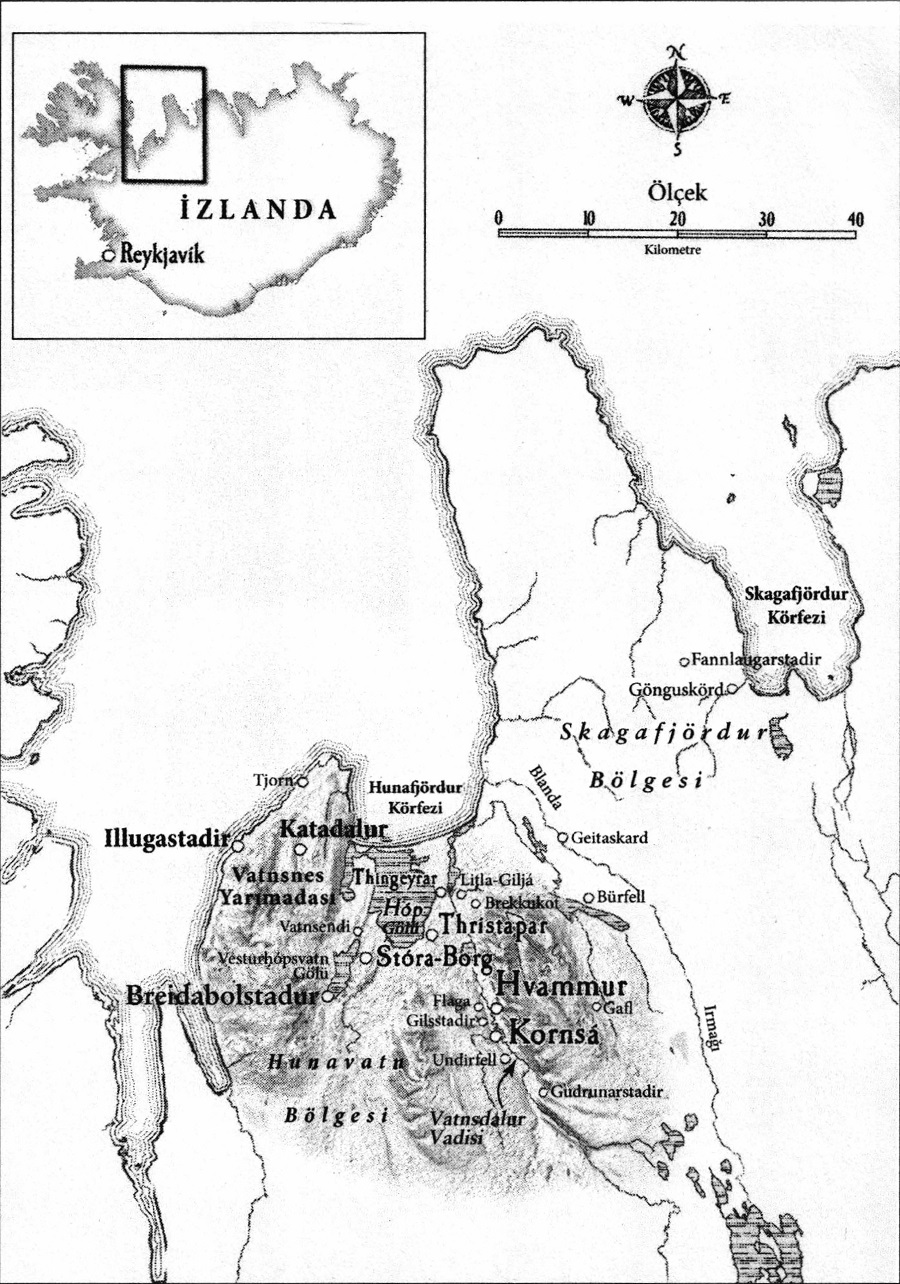 İZLANDA
Reykjavík
N
W
E
S
Ölçek
0 10 20 30 40
Kilometre
Skagafjördur
Körfezi
Fannlaugarstadir
Gönguskörd
Skagafjördur
Bölgesi
Tjorn
Hunafjördur
Körfezi
Blanda
Illugastadir
Katadalur
Geitaskard
Vatnsnes
Yarımadası
Thingeyrar
Litla-Giljá
Brekkukot
Búrfell
Hóp
Gölü
Vatnsendi
Thristapar
Vesturhópsvatn
Gölü
Stóra-Borg
Breidabolstadur
Hvammur
Flaga
Gafl
Gilsstadir
Kornsá
Irmağı
Hunavatn
Undirfell
Gudrunarstadir
Bölgesi
Vatnsdalur
Vadisi